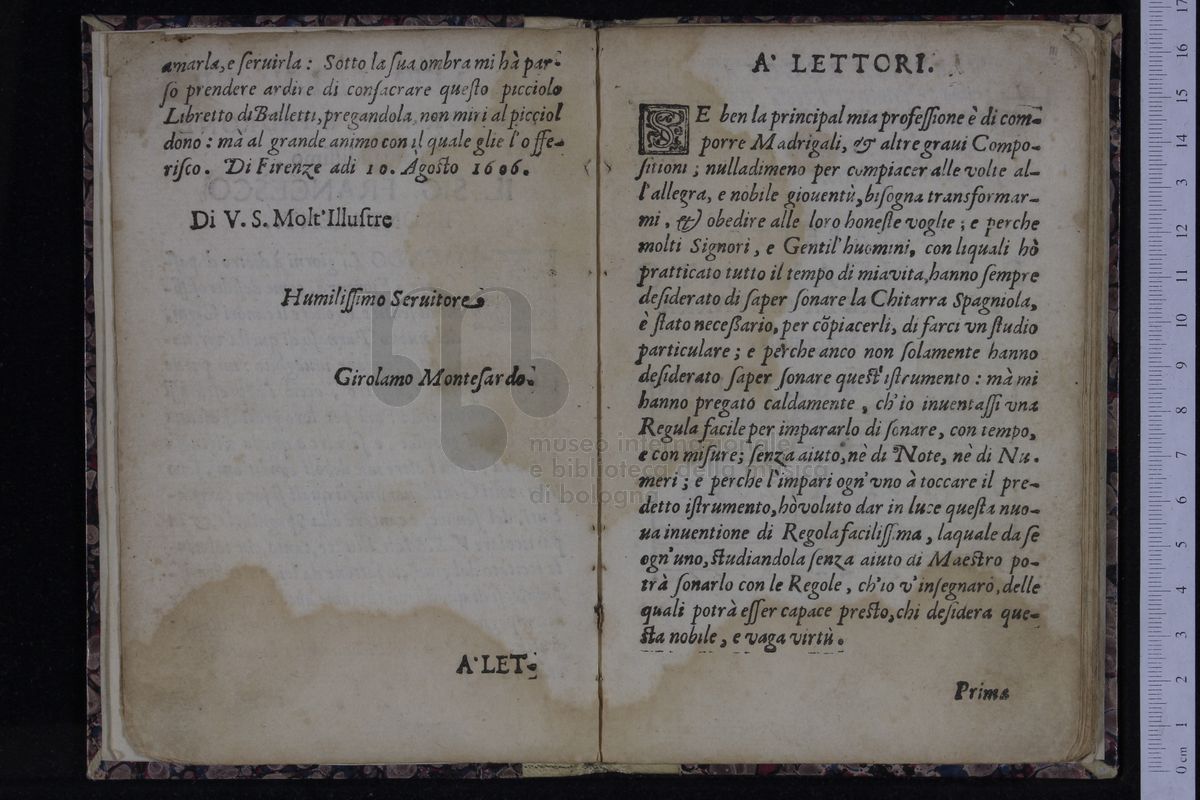 amarla, e ſeruirla : Sotto la ſua ombra mi hà par-
ſo prendere ardire di conſacrare queſto picciolo
Libretto di Balletti, pregandola, non miri al picciol
dono : mà al grande animo con il quale glie l'offe-
riſco. Di Firenze adi 10. Agoſto 1606.
Di V. S. Molt'Illuſtre
Humiliſſimo Seruitore
Girolamo Monteſardo.
A' LET-
A' LETTORI.
SE ben la principal mia profeſſione è di com-
porre Madrigali, & altre graui Compo-
ſitioni ; nulladimeno per compiacer alle volte al-
l'allegra, e nobile giouentù, biſogna transformar-
mi, & obedire alle loro honeſte voglie ; e perche
molti Signori, e Gentil'huomini, con liquali hò
pratticato tutto il tempo di mia vita, hanno ſempre
deſiderato di ſaper ſonare la Chitarra Spagniola,
è ſtato neceſſario, per cõpiacerli, di farci vn ſtudio
particulare ; e perche anco non ſolamente hanno
deſiderato ſaper ſonare queſt'iſtrumento : mà mi
hanno pregato caldamente, ch'io inuentaſſi vna
Regula facile per impararlo di ſonare, con tempo,
e con miſure; ſenza aiuto, nè di Note, nè di Nu-
meri ; e perche l'impari ogn'vno à toccare il pre-
detto iſtrumento, hò voluto dar in luce queſta nuo-
ua inuentione di Regola faciliſſima, laquale da ſe
ogn'uno, ſtudiandola ſenza aiuto di Maeſtro po-
trà ſonarlo con le Regole, ch'io v'inſegnarò, delle
quali potrà eſſer capace preſto, chi deſidera que-
ſta nobile, e vaga virtù.
Prima
museo internazionale
e biblioteca della musica
di bologna